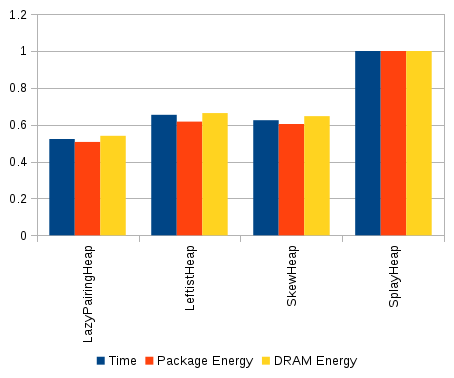 1.2
1
0.8
0.6
0.4
0.2
0
LazyPairingHeap
LeftistHeap
SkewHeap
SplayHeap
Time
Package Energy
DRAM Energy